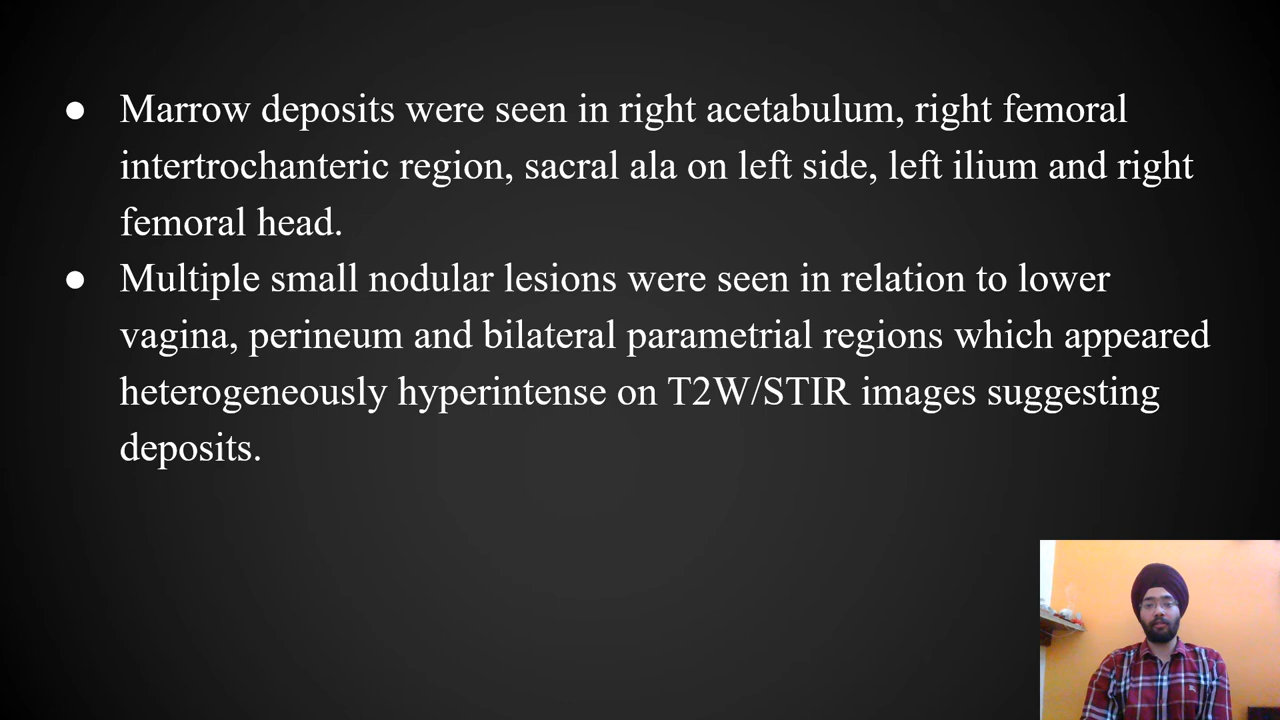 ● Marrow deposits were seen in right acetabulum, right femoral
intertrochanteric region, sacral ala on left side, left ilium and right
femoral head.
● Multiple small nodular lesions were seen in relation to lower
vagina, perineum and bilateral parametrial regions which appeared
heterogeneously hyperintense on T2W/STIR images suggesting
deposits.